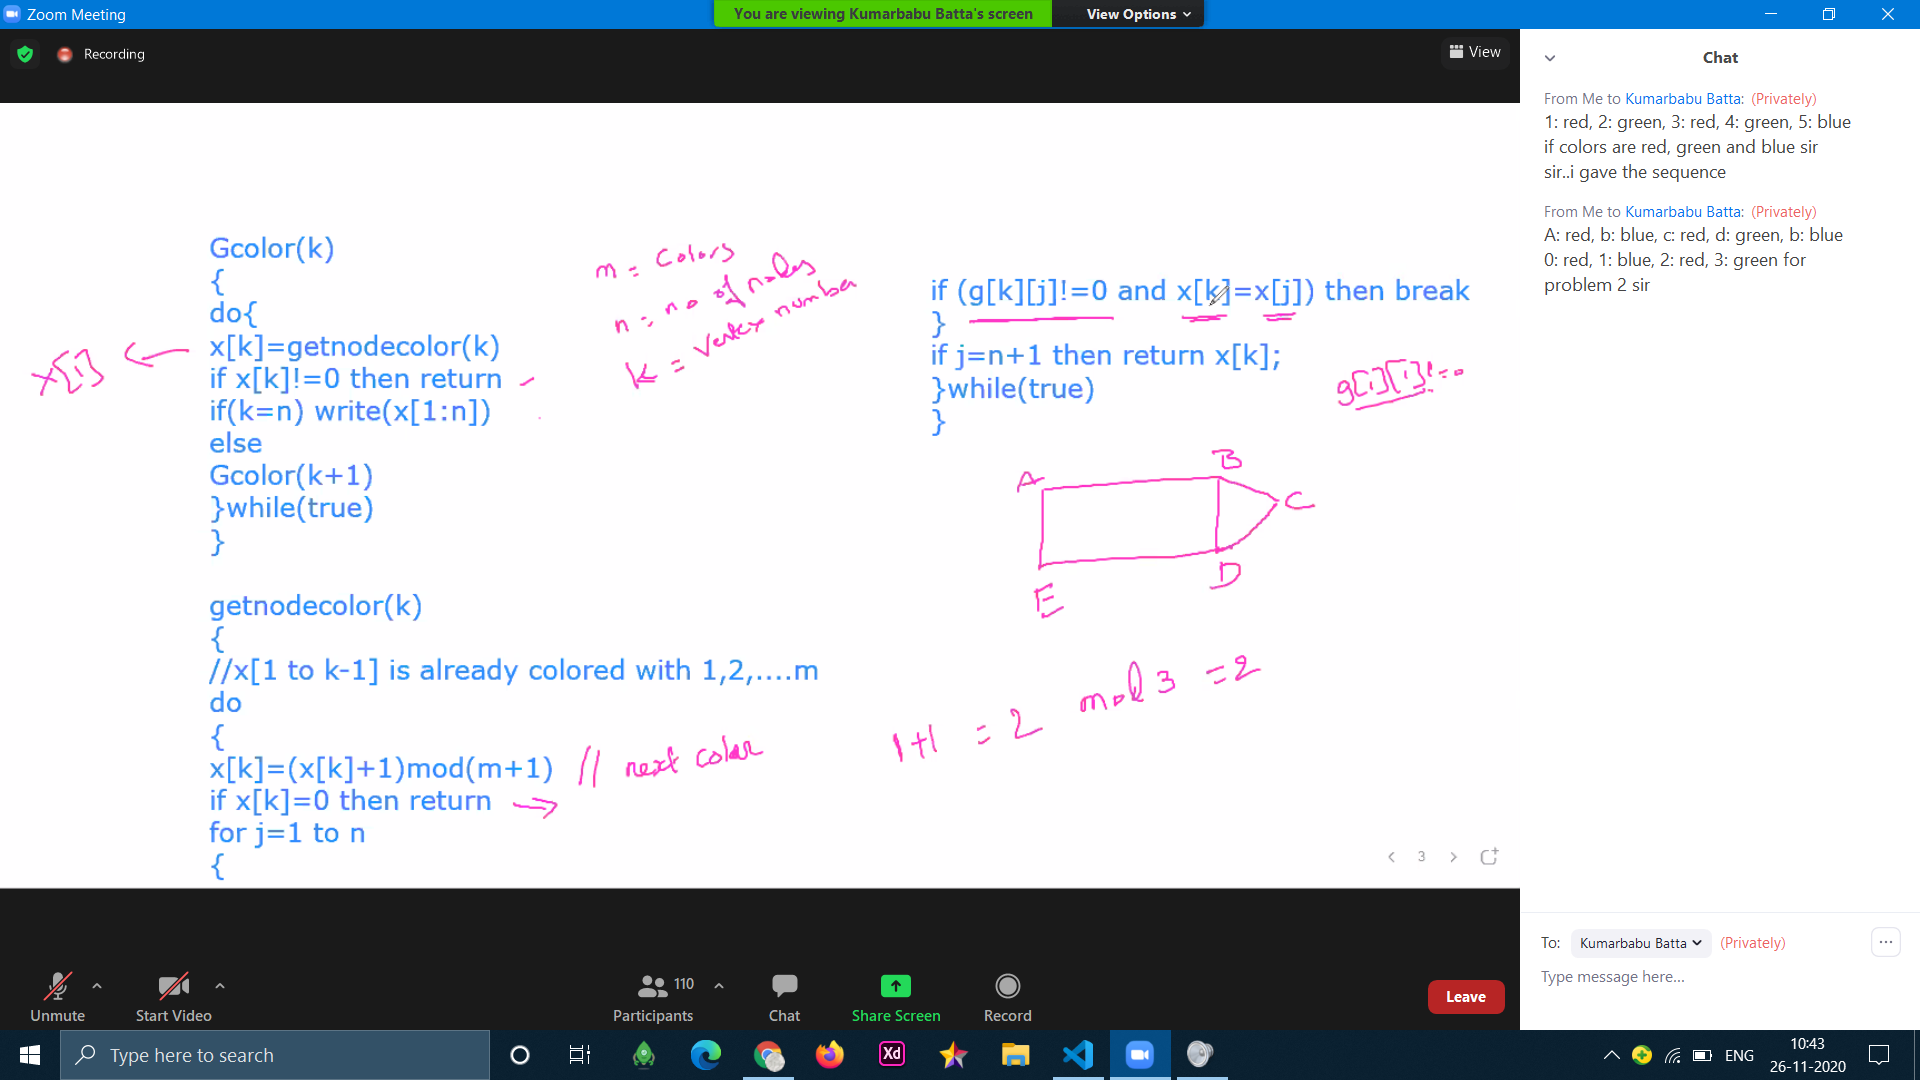 Zoom Meeting
You are viewing Kumarbabu Batta's screen
View Options
Recording
View
Gcolor(k)
{
do{
x[k]=getnodecolor(k)
if x[k]!=0 then return
if(k=n) write(x[1:n])
else
Gcolor(k+1)
}while(true)
}
x[1]
m = Colors
n = no of nodes
k = Vertex number
getnodecolor(k)
{
//x[1 to k-1] is already colored with 1,2,....m
do
{
x[k]=(x[k]+1)mod(m+1)
// next color
if x[k]=0 then return
for j=1 to n
{
if (g[k][j]!=0 and x[k]=x[j]) then break
}
if j=n+1 then return x[k];
}while(true)
}
g[1][1]!=0
A
B
C
D
E
1+1 = 2 mod 3 = 2
3
Chat
From Me to Kumarbabu Batta: (Privately)
1: red, 2: green, 3: red, 4: green, 5: blue
if colors are red, green and blue sir
sir..i gave the sequence
From Me to Kumarbabu Batta: (Privately)
A: red, b: blue, c: red, d: green, b: blue
0: red, 1: blue, 2: red, 3: green for
problem 2 sir
To: Kumarbabu Batta (Privately)
Type message here...
Unmute
Start Video
110
Participants
Chat
Share Screen
Record
Leave
Type here to search
Xd
ENG
10:43
26-11-2020